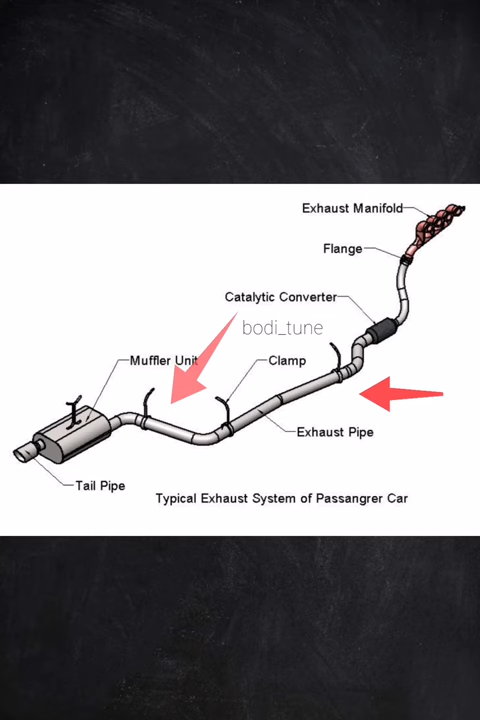 Exhaust Manifold
Flange
Catalytic Converter
bodi_tune
Muffler Unit
Clamp
Exhaust Pipe
Tail Pipe
Typical Exhaust System of Passangrer Car